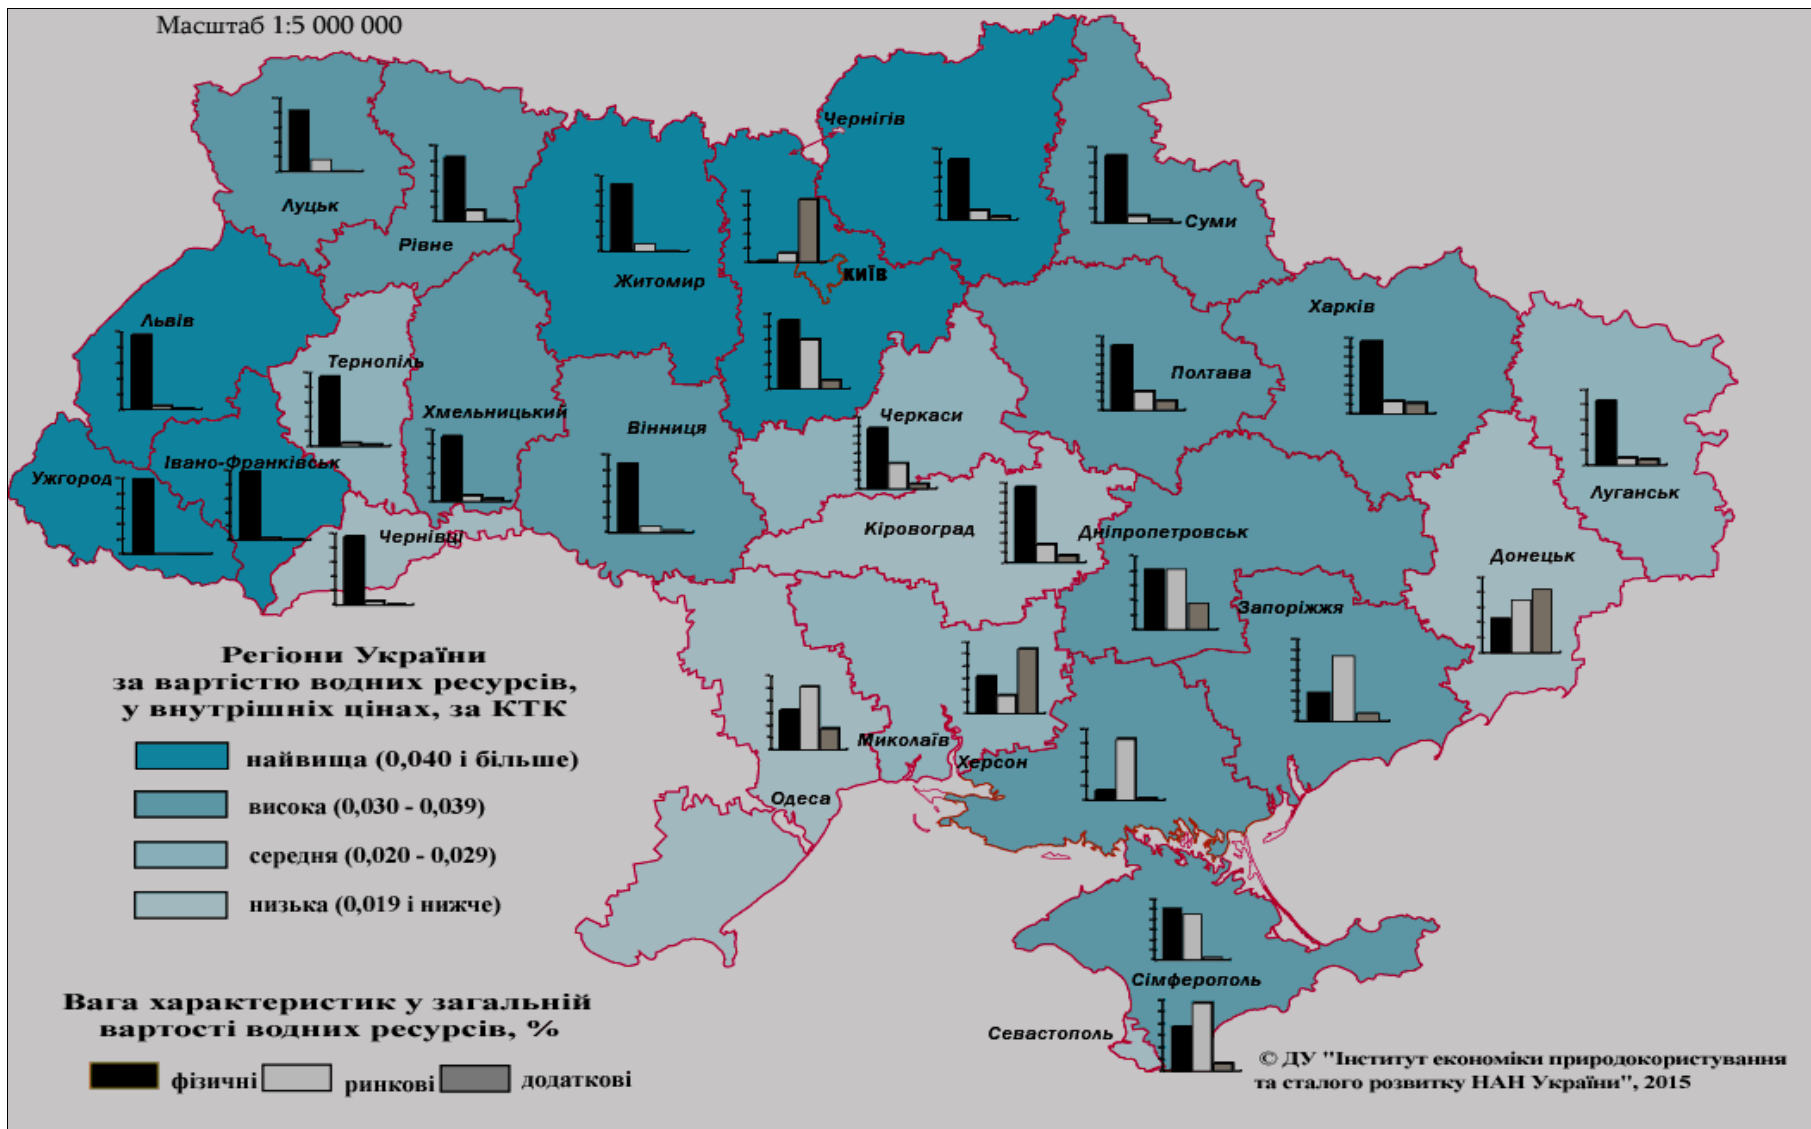 Масштаб 1:5 000 000
Чернігів
Луцьк
Суми
Рівне
Житомир
КИЇВ
Львів
Харків
Тернопіль
Полтава
Хмельницький
Вінниця
Черкаси
Івано-Франківськ
Ужгород
Луганськ
Чернівці
Кіровоград
Дніпропетровськ
Донецьк
Запоріжжя
Миколаїв
Херсон
Одеса
Сімферополь
Севастополь
Регіони України
за вартістю водних ресурсів,
у внутрішніх цінах, за КТК
найвища (0,040 і більше)
висока (0,030 - 0,039)
середня (0,020 - 0,029)
низька (0,019 і нижче)
Вага характеристик у загальній
вартості водних ресурсів, %
фізичні ринкові додаткові
© ДУ "Інститут економіки природокористування
та сталого розвитку НАН України", 2015